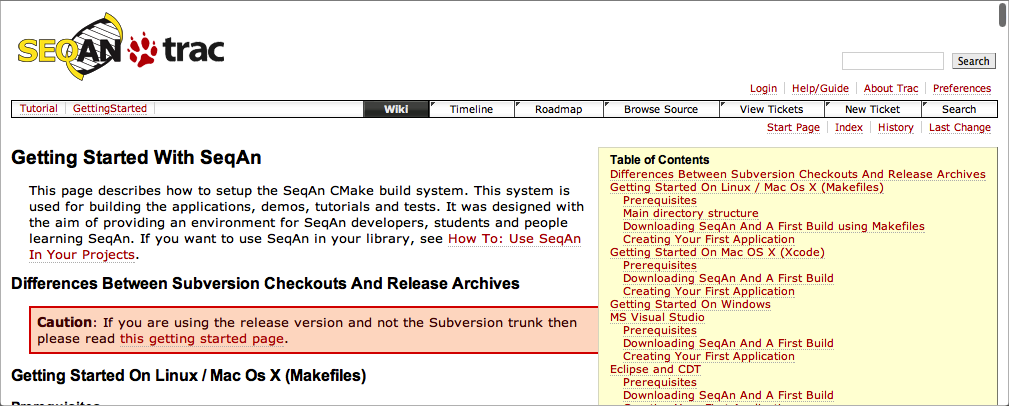 SEQAN trac
Search
Login Help/Guide About Trac Preferences
Tutorial GettingStarted Wiki Timeline Roadmap Browse Source View Tickets New Ticket Search
Start Page Index History Last Change
Getting Started With SeqAn
This page describes how to setup the SeqAn CMake build system. This system is
used for building the applications, demos, tutorials and tests. It was designed with
the aim of providing an environment for SeqAn developers, students and people
learning SeqAn. If you want to use SeqAn in your library, see How To: Use SeqAn
In Your Projects.
Differences Between Subversion Checkouts And Release Archives
Caution: If you are using the release version and not the Subversion trunk then
please read this getting started page.
Getting Started On Linux / Mac Os X (Makefiles)
Prerequisites
Table of Contents
Differences Between Subversion Checkouts And Release Archives
Getting Started On Linux / Mac Os X (Makefiles)
Prerequisites
Main directory structure
Downloading SeqAn And A First Build using Makefiles
Creating Your First Application
Getting Started On Mac OS X (Xcode)
Prerequisites
Downloading SeqAn And A First Build
Creating Your First Application
Getting Started On Windows
MS Visual Studio
Prerequisites
Downloading SeqAn And A First Build
Creating Your First Application
Eclipse and CDT
Prerequisites
Downloading SeqAn And A First Build